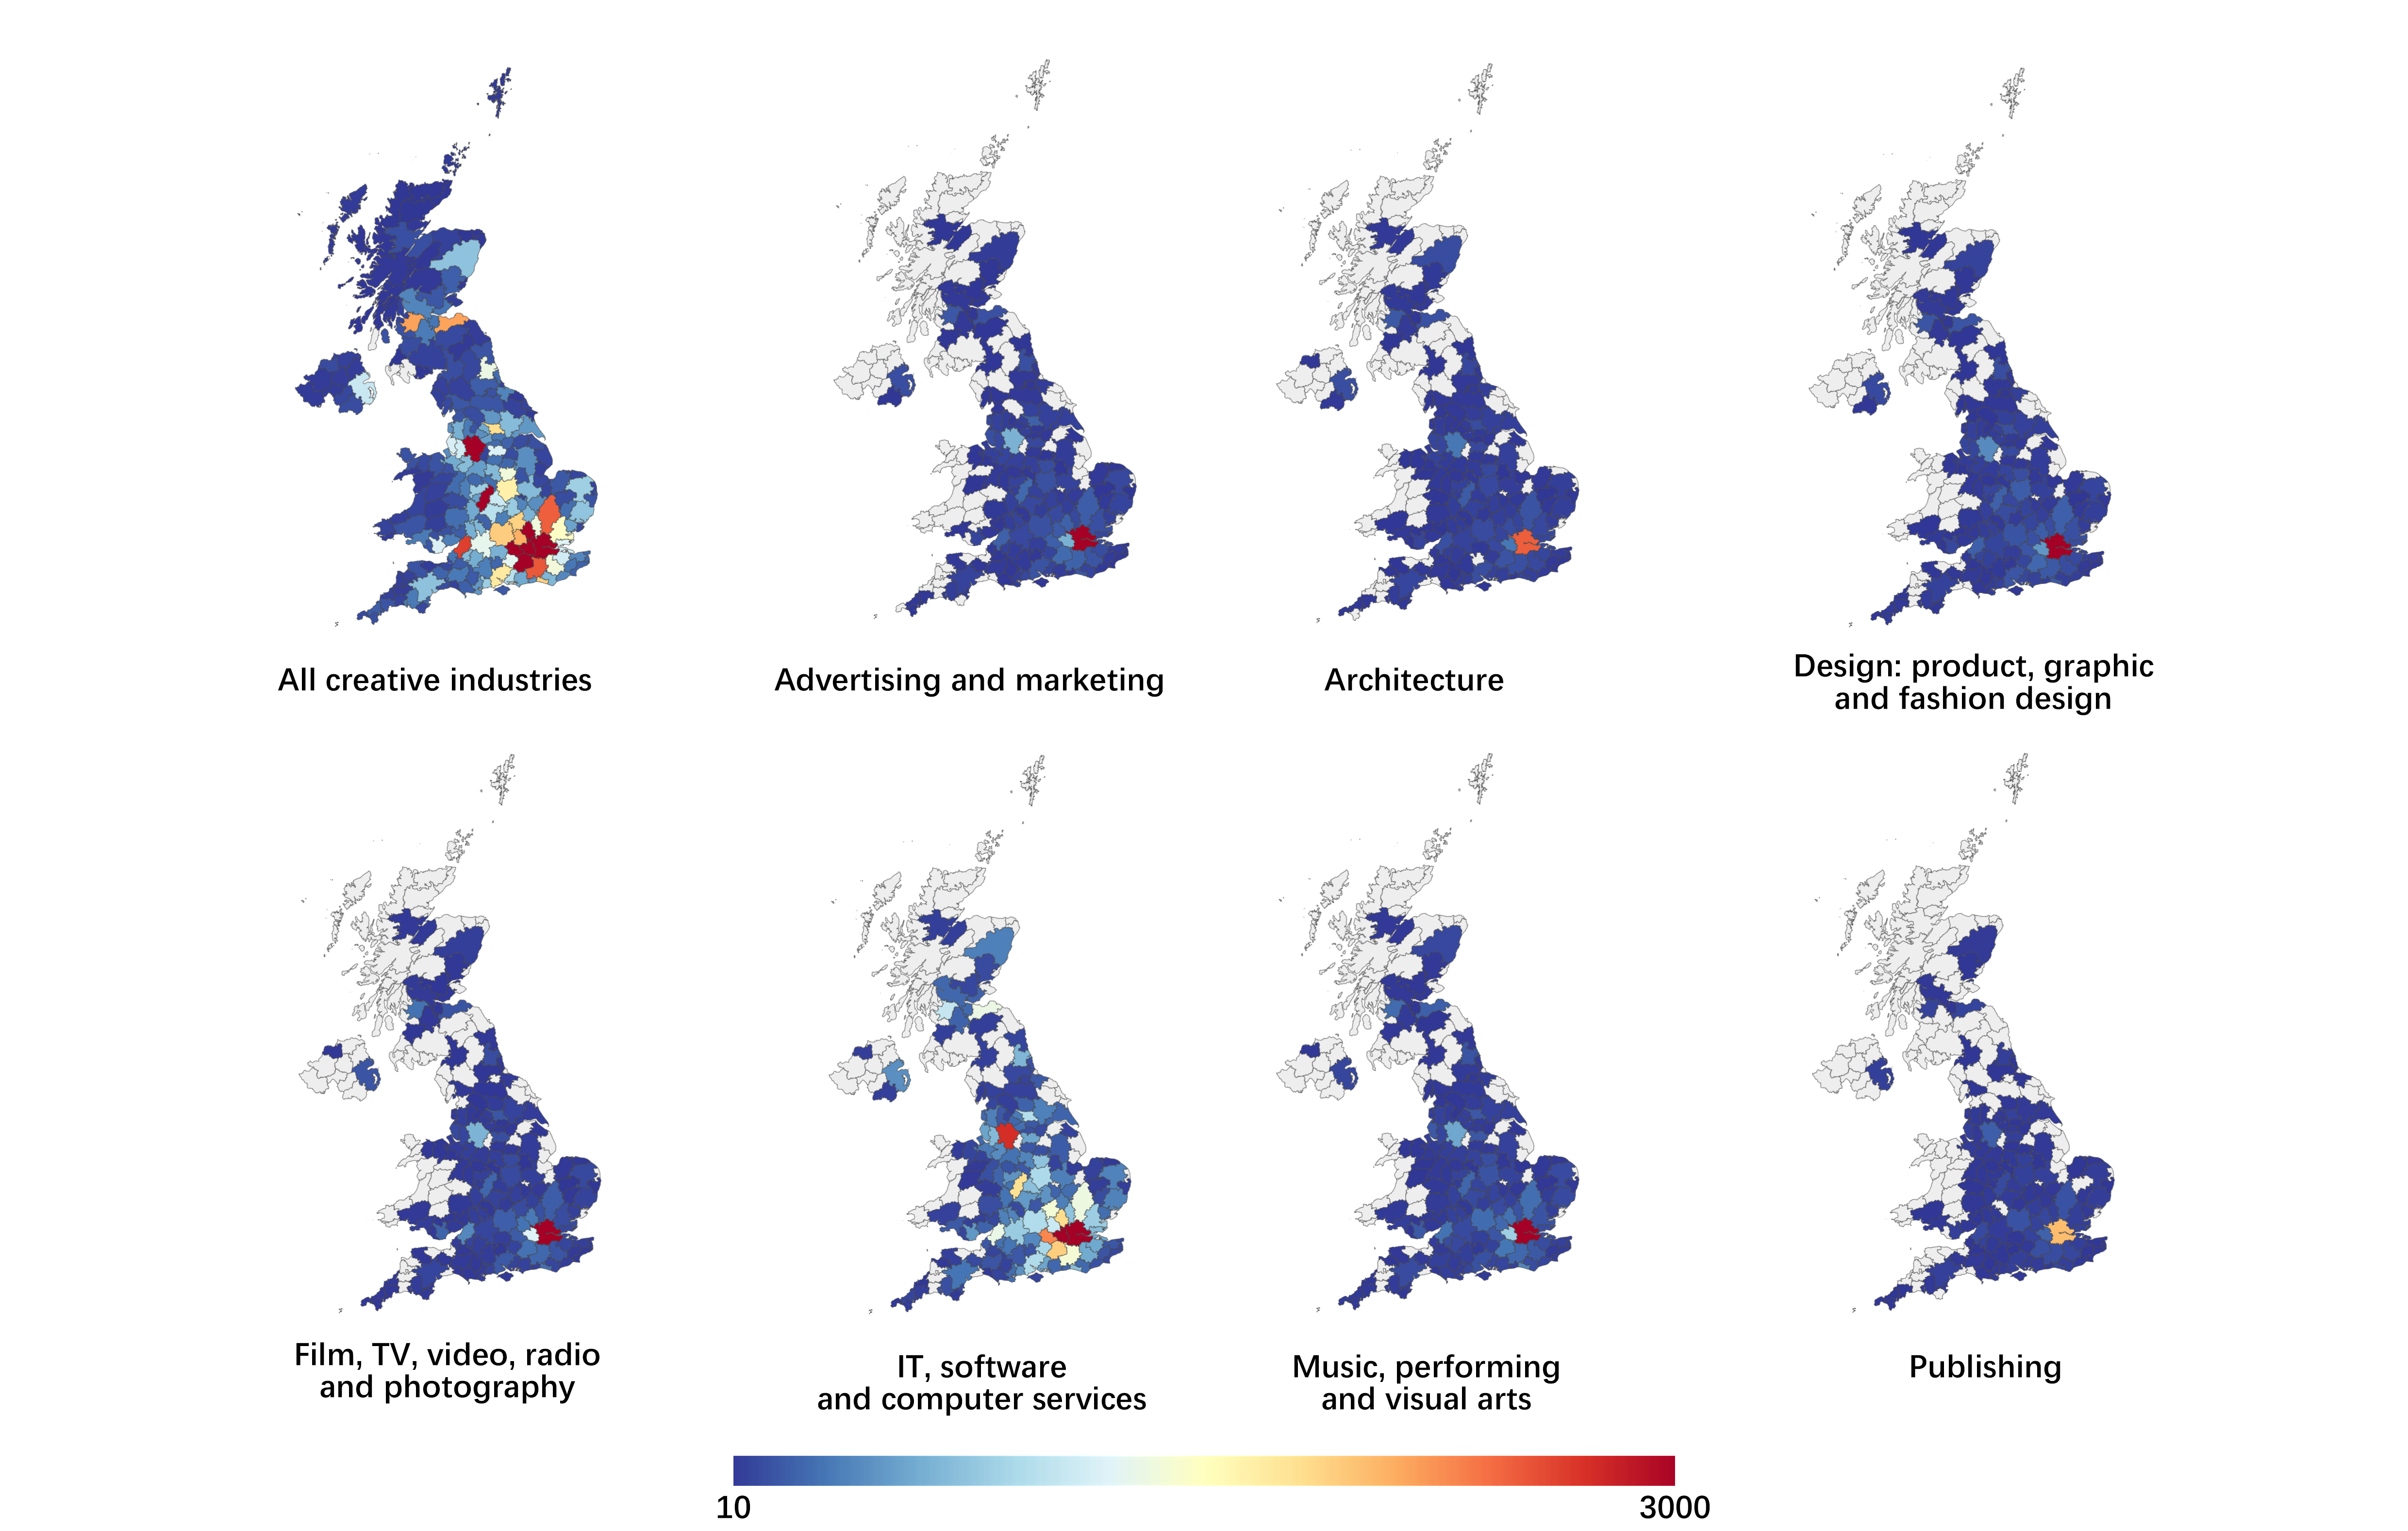 All creative industries
Advertising and marketing
Architecture
Design: product, graphic
and fashion design
Film, TV, video, radio
and photography
IT, software
and computer services
Music, performing
and visual arts
Publishing
10
3000